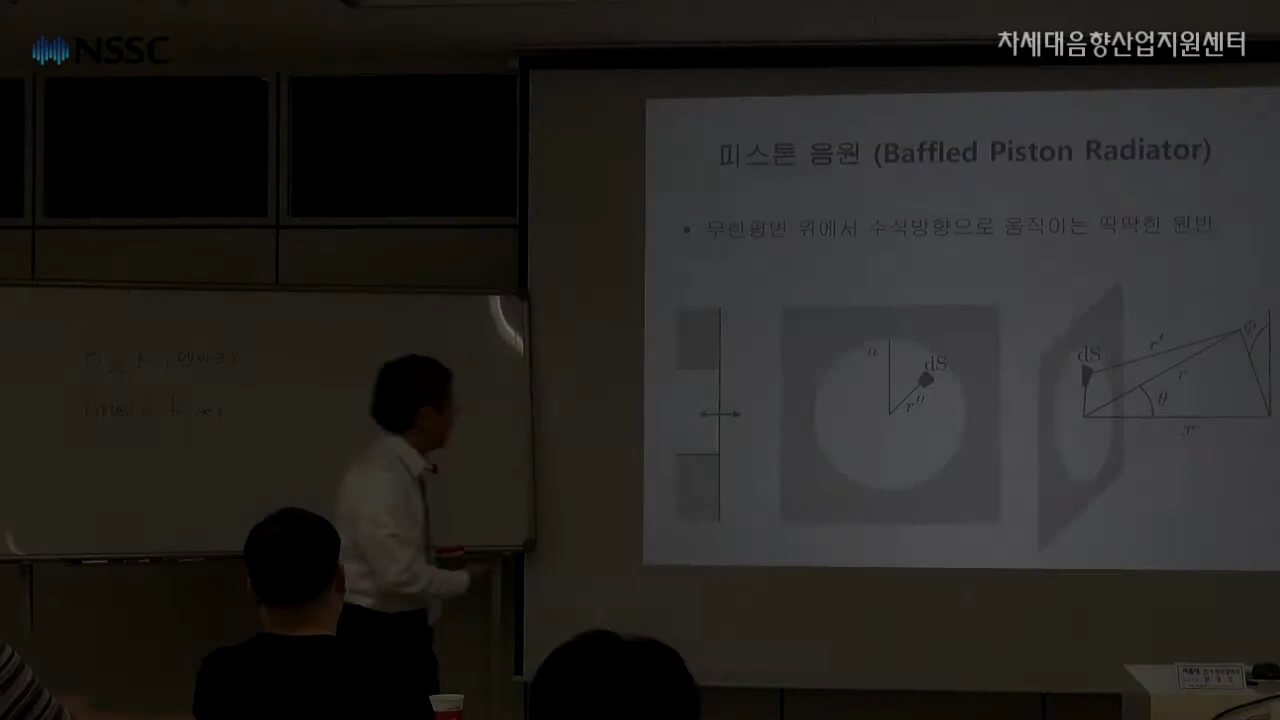 NSSC
차세대음향산업지원센터
피스톤 음원 (Baffled Piston Radiator)
• 무한평면 위에서 수직방향으로 움직이는 딱딱한 원반
a
dS
r''
dS
r'
r
θ
φ
x